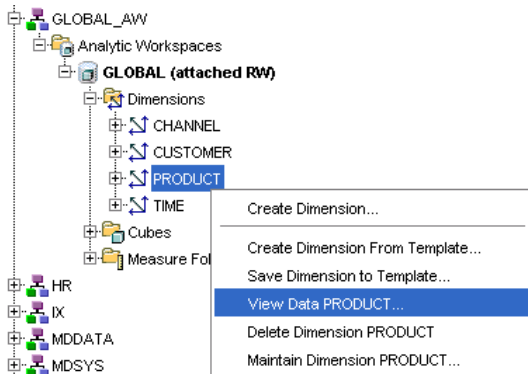 GLOBAL_AW
Analytic Workspaces
GLOBAL (attached RW)
Dimensions
CHANNEL
CUSTOMER
PRODUCT
TIME
Cubes
Measure Fol
HR
IX
MDDATA
MDSYS
Create Dimension...
Create Dimension From Template...
Save Dimension to Template...
View Data PRODUCT...
Delete Dimension PRODUCT
Maintain Dimension PRODUCT...